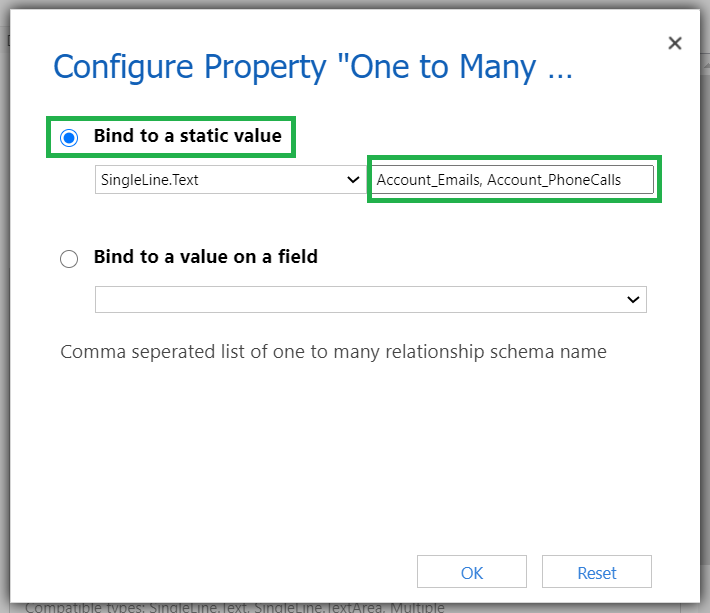 Configure Property "One to Many ...
Bind to a static value
SingleLine.Text
Account_Emails, Account_PhoneCalls
Bind to a value on a field
Comma seperated list of one to many relationship schema name
OK
Reset
Compatible types: SingleLine.Text, SingleLine.TextArea, Multiple